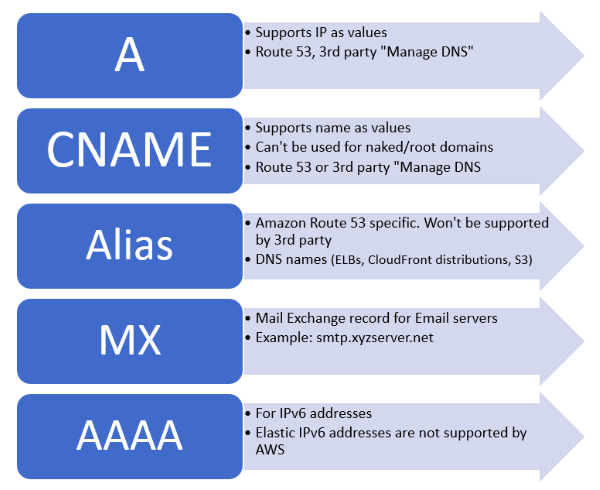 A
• Supports IP as values
• Route 53, 3rd party "Manage DNS"
CNAME
• Supports name as values
• Can't be used for naked/root domains
• Route 53 or 3rd party "Manage DNS
Alias
• Amazon Route 53 specific. Won't be supported
by 3rd party
• DNS names (ELBs, CloudFront distributions, S3)
MX
• Mail Exchange record for Email servers
• Example: smtp.xyzserver.net
AAAA
• For IPv6 addresses
• Elastic IPv6 addresses are not supported by
AWS